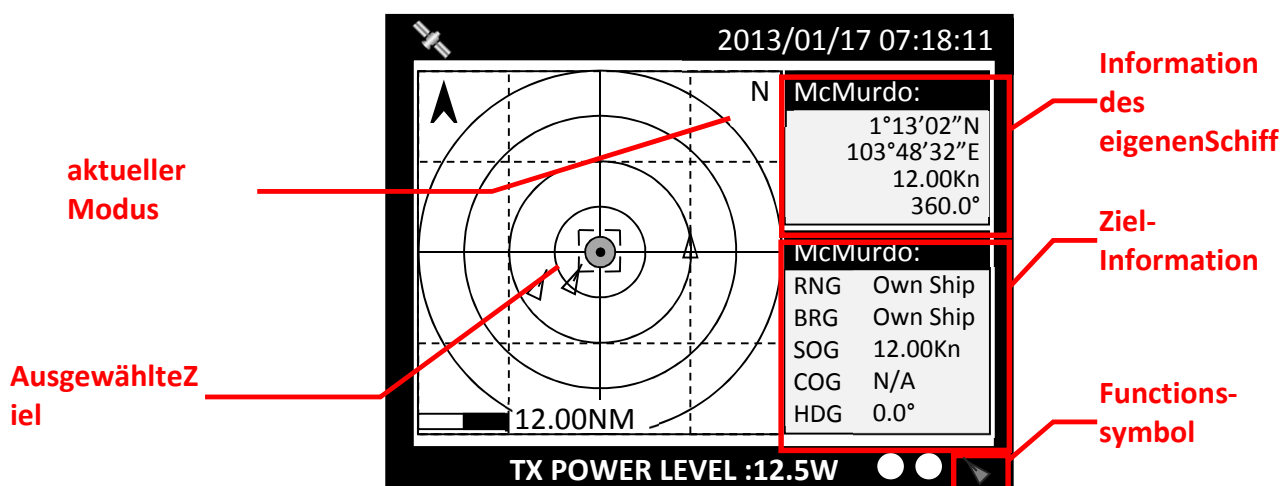 2013/01/17 07:18:11
N
McMurdo:
1°13’02”N
103°48’32”E
12.00Kn
360.0°
McMurdo:
RNG Own Ship
BRG Own Ship
SOG 12.00Kn
COG N/A
HDG 0.0°
12.00NM
TX POWER LEVEL :12.5W
aktueller
Modus
AusgewählteZ
iel
Information
des
eigenenSchiff
Ziel-
Information
Functions-
symbol